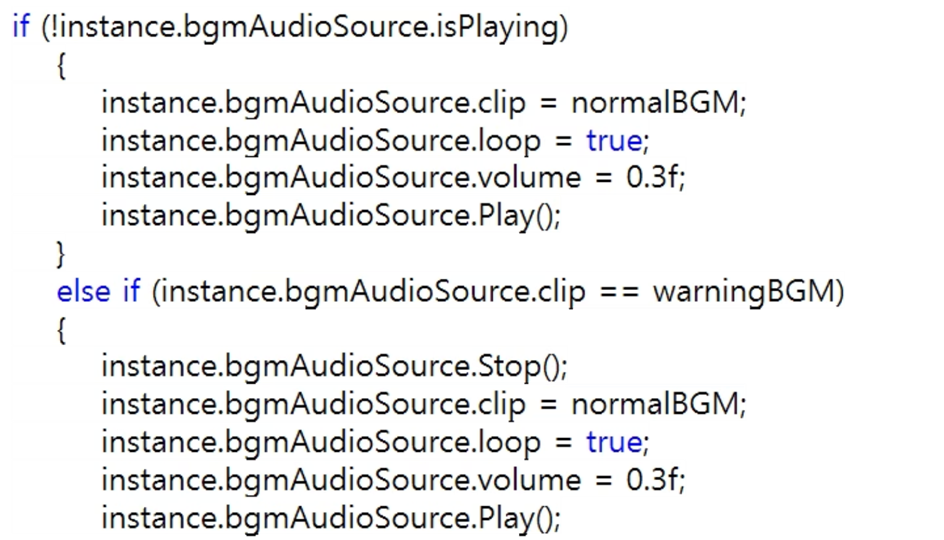 if (!instance.bgmAudioSource.isPlaying)
{
instance.bgmAudioSource.clip = normalBGM;
instance.bgmAudioSource.loop = true;
instance.bgmAudioSource.volume = 0.3f;
instance.bgmAudioSource.Play();
}
else if (instance.bgmAudioSource.clip == warningBGM)
{
instance.bgmAudioSource.Stop();
instance.bgmAudioSource.clip = normalBGM;
instance.bgmAudioSource.loop = true;
instance.bgmAudioSource.volume = 0.3f;
instance.bgmAudioSource.Play();